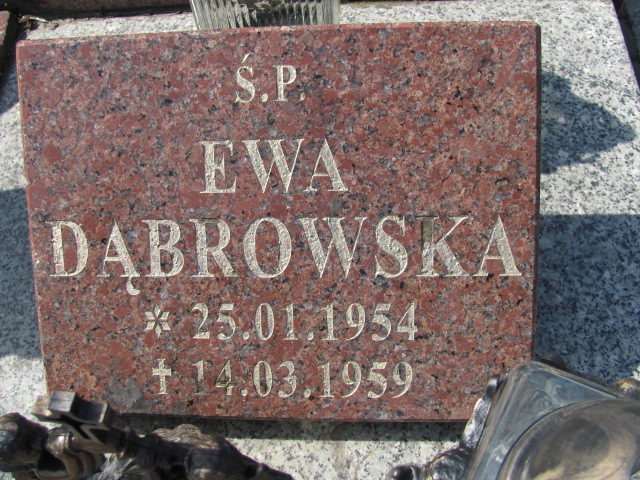 Ś.P.
EWA
DĄBROWSKA
* 25.01.1954
† 14.03.1959